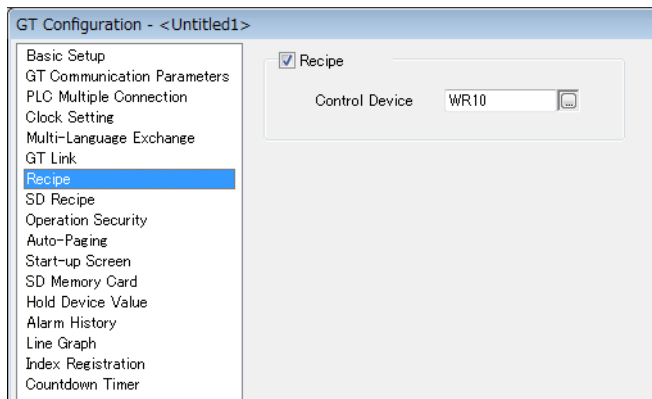 GT Configuration - <Untitled1>
Basic Setup
GT Communication Parameters
PLC Multiple Connection
Clock Setting
Multi-Language Exchange
GT Link
Recipe
SD Recipe
Operation Security
Auto-Paging
Start-up Screen
SD Memory Card
Hold Device Value
Alarm History
Line Graph
Index Registration
Countdown Timer
Recipe
Control Device WR10 ...